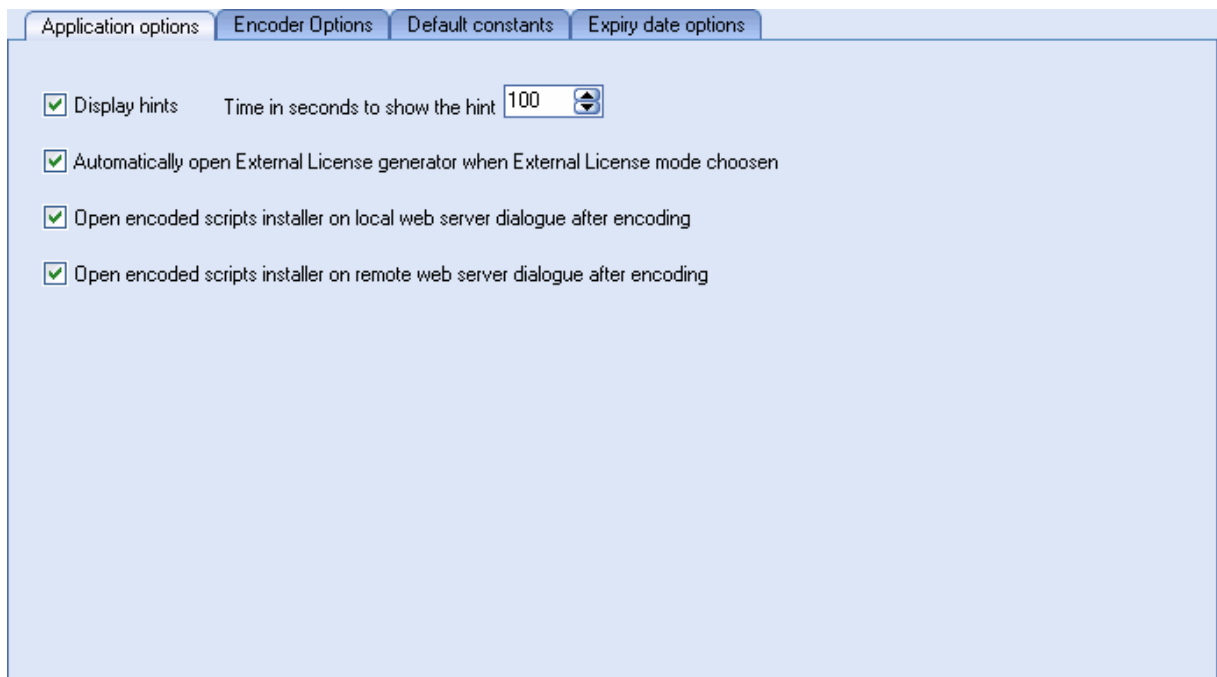 Application options Encoder Options Default constants Expiry date options
Display hints Time in seconds to show the hint 100
Automatically open External License generator when External License mode choosen
Open encoded scripts installer on local web server dialogue after encoding
Open encoded scripts installer on remote web server dialogue after encoding